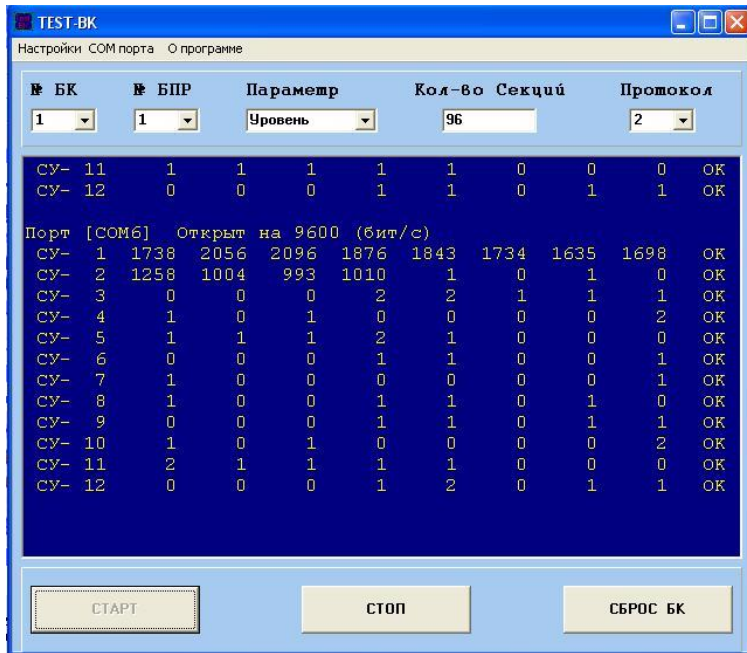 TEST-BK
Настройки COM порта О программе
№ БК № БПР Параметр Кол-во Секций Протокол
1 1 Уровень 96 2
СУ- 11 1 1 1 1 1 0 0 0 OK
СУ- 12 0 0 0 1 1 0 1 1 OK
Порт [COM6] Открыт на 9600 (бит/с)
СУ- 1 1738 2056 2096 1876 1843 1734 1635 1698 OK
СУ- 2 1258 1004 993 1010 1 0 1 0 OK
СУ- 3 0 0 0 2 2 1 1 1 OK
СУ- 4 1 0 1 0 0 0 0 2 OK
СУ- 5 1 1 1 2 1 0 0 0 OK
СУ- 6 0 0 0 1 1 0 0 1 OK
СУ- 7 1 0 0 0 0 0 0 1 OK
СУ- 8 1 0 0 1 1 0 1 0 OK
СУ- 9 0 0 0 1 1 0 1 1 OK
СУ- 10 1 0 1 0 0 0 0 2 OK
СУ- 11 2 1 1 1 1 0 0 0 OK
СУ- 12 0 0 0 1 2 0 1 1 OK
СТАРТ СТОП СБРОС БК